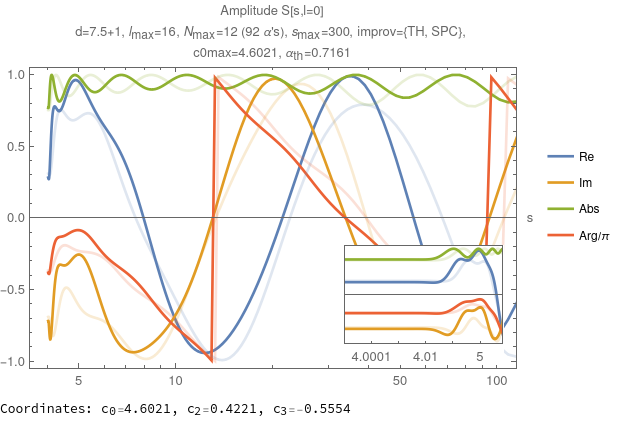 Amplitude S[s,l=0]
d=7.5+1, lmax=16, Nmax=12 (92 α's), smax=300, improv={TH, SPC},
c0max=4.6021, αth=0.7161
1.0
0.5
0.0
-0.5
-1.0
5
10
50
100
s
4.0001
4.01
5
Re
Im
Abs
Arg/π
Coordinates: c0=4.6021, c2=0.4221, c3=-0.5554